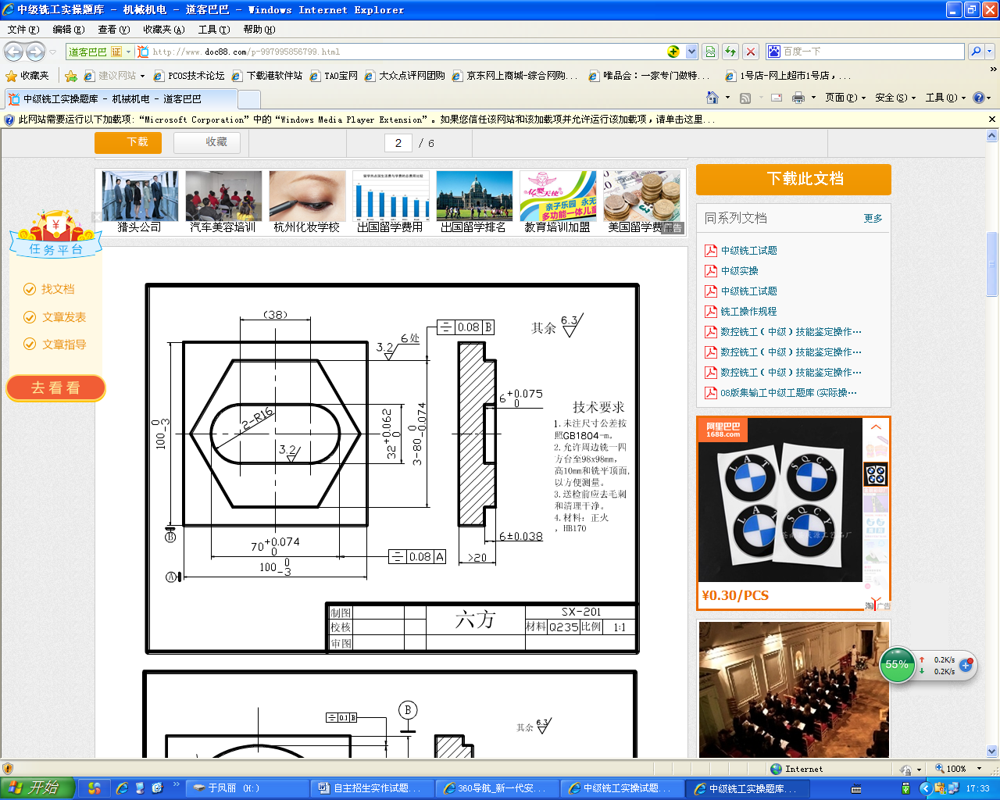 中级铣工实操题库 - 机械机电 - 道客巴巴 - Windows Internet Explorer
文件(F) 编辑(E) 查看(V) 收藏夹(A) 工具(T) 帮助(H)
道客巴巴 证 http://www.doc88.com/p-997995856799.html 百度一下
收藏夹 建议网站 PCOS技术论坛 下载港软件站 TAO宝网 大众点评网团购 京东网上商城-综合网购... 唯品会：一家专门做特... 1号店-网上超市1号店，...
中级铣工实操题库 - 机械机电 - 道客巴巴 页面(P) 安全(S) 工具(O)
此网站需要运行以下加载项:“Microsoft Corporation”中的“Windows Media Player Extension”。如果您信任该网站和该加载项并允许运行该加载项，请单击这里...
下载 收藏 2 / 6
猎头公司 汽车美容培训 杭州化妆学校 出国留学费用 出国留学排名 教育培训加盟 美国留学费
广告
亿婴天使
亲子乐园 永无
多功能一体儿童
任务平台
找文档
文章发表
文章指导
去看看
下载此文档
同系列文档 更多
中级铣工试题
中级实操
中级铣工试题
铣工操作规程
数控铣工（中级）技能鉴定操作…
数控铣工（中级）技能鉴定操作…
数控铣工（中级）技能鉴定操作…
08版集输工中级工题库(实际操…
(38)
3.2 6处
0.08 B
其余 6.3
100 0 -3
2-R16
3.2
32 +0.062 0
3-80 0 -0.074
6 +0.075 0
技术要求
1.未注尺寸公差按
照GB1804-m。
2.允许周边铣一四
方台至98x98mm，
高10mm和铣平顶面，
以方便测量。
3.送检前应去毛刺
和清理干净。
4.材料：正火
，HB170
B
70 +0.074 0
0.08 A
100 0 -3
A
6±0.038
>20
制图 六方 SX-201
校核 材料 Q235 比例 1:1
审图
0.1 B
B
其余 6.3
阿里巴巴
1688.com
L A T
S Q C Y
L A T
S Q C Y
¥0.30/PCS
淘 广告
55% 0.2K/s
0.2K/s
Internet 100%
开始 于凤丽 (H:) 自主招生实作试题... 360导航_新一代安... 中级铣工实操试题... 中级铣工实操题库... 17:33